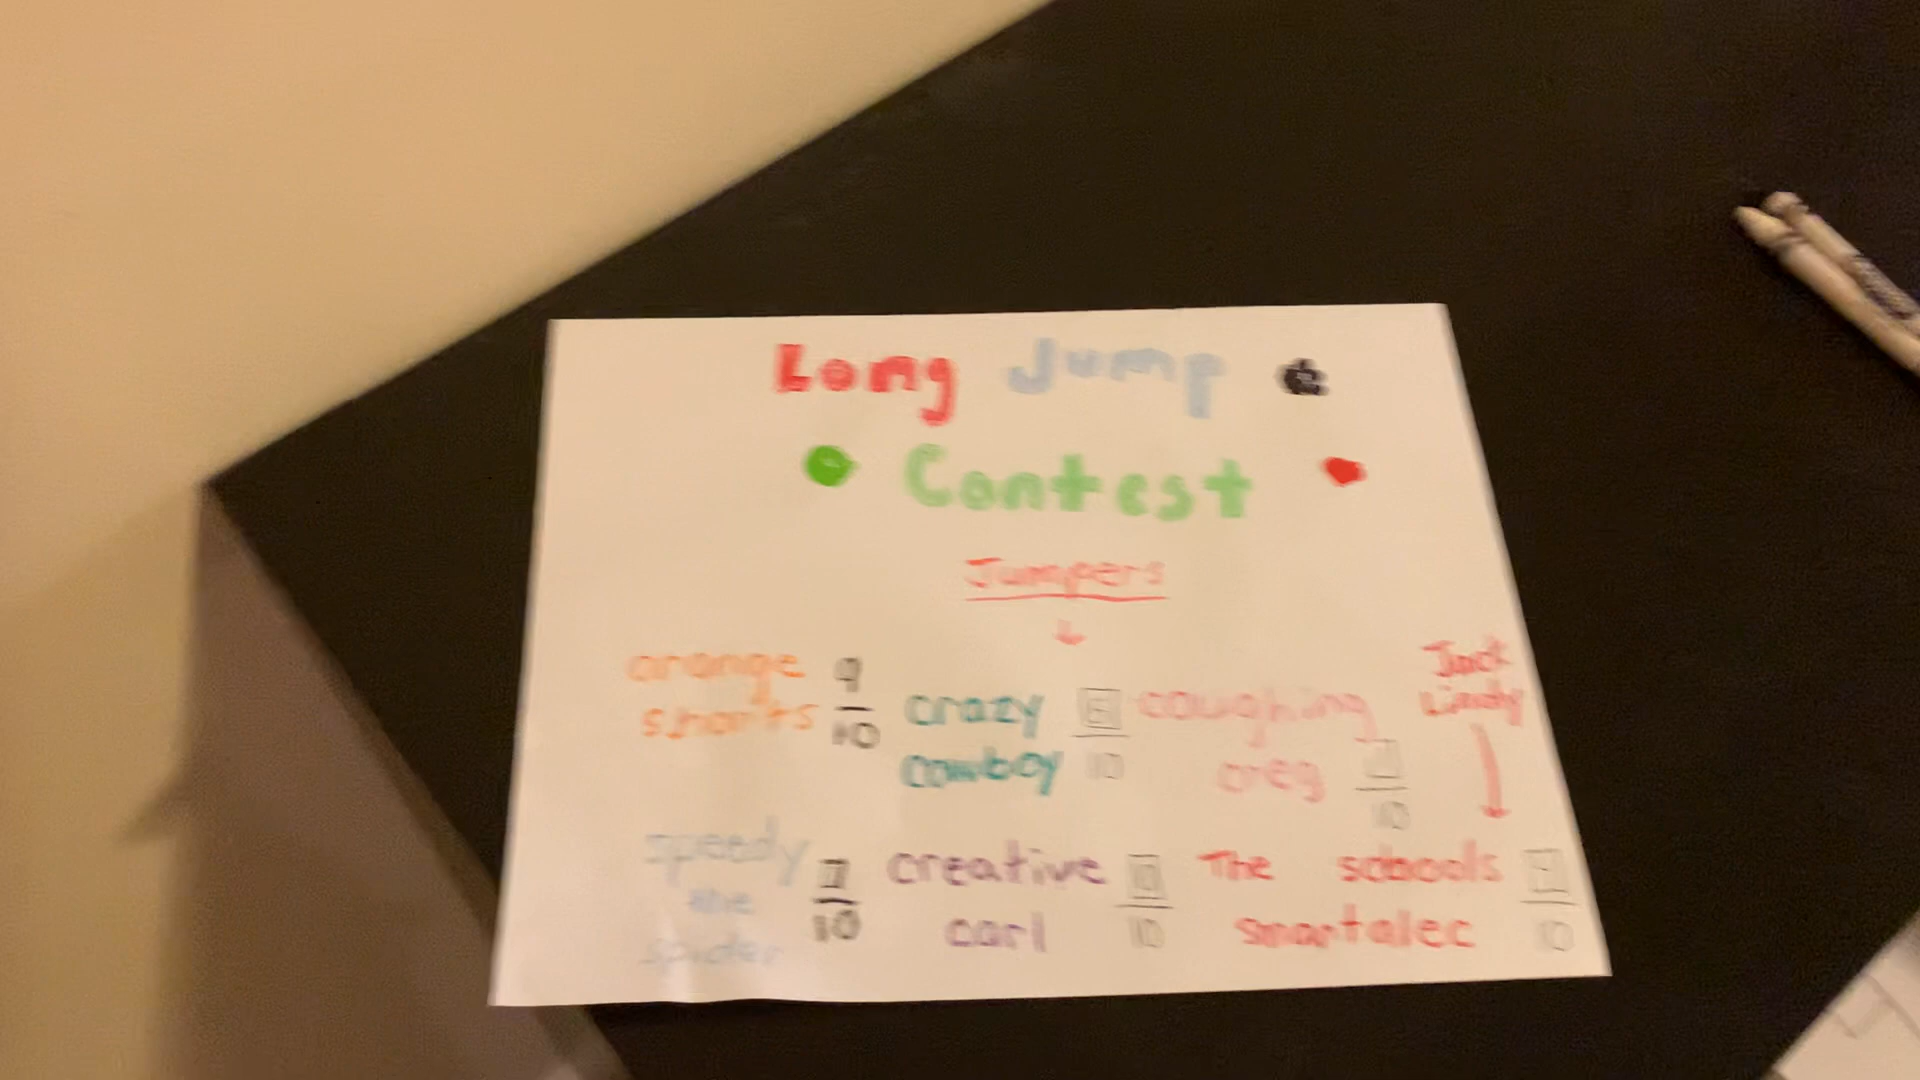 Long Jump
Contest
Jumpers
orange
shorts
9
10
crazy
cowboy
10
coughing
creg
10
Jack
Lindy
speedy
the
spider
10
creative
carl
10
The schools
smartalec
10